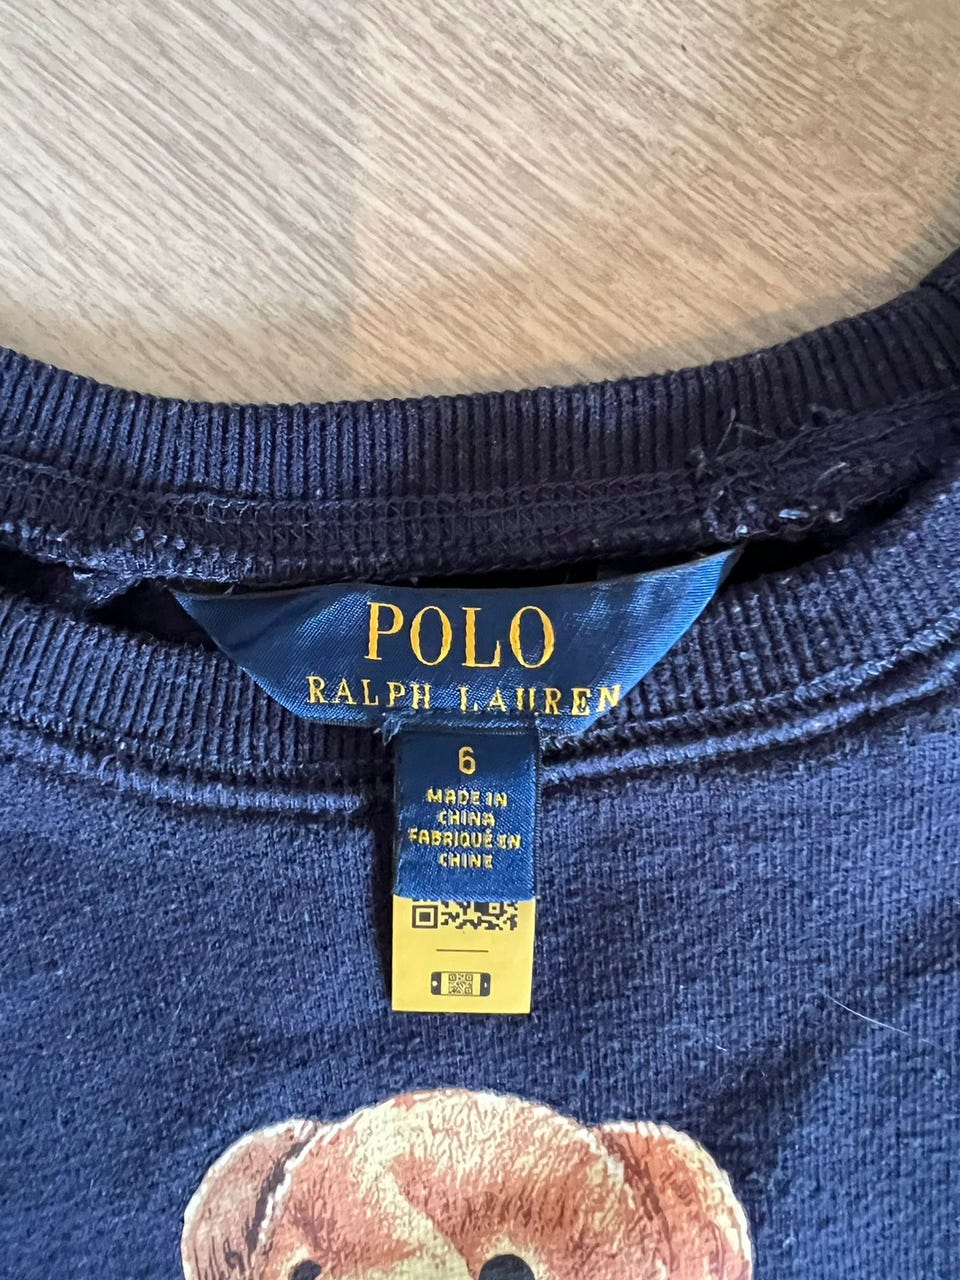 POLO
RALPH LAUREN
6
MADE IN
CHINA
FABRIQUÉ EN
CHINE